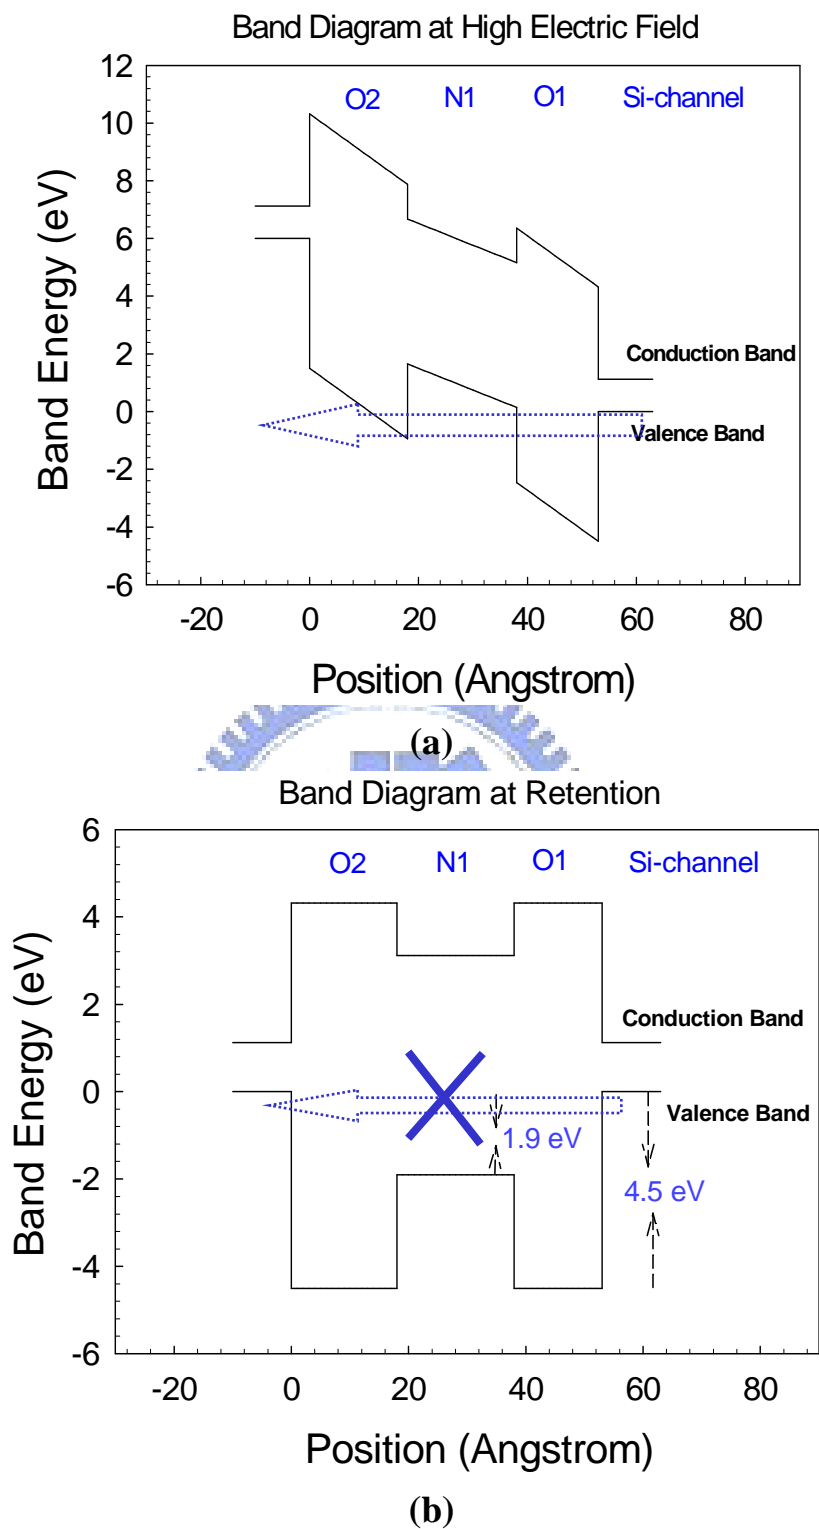 Band Diagram at High Electric Field
12
10
8
6
4
2
0
-2
-4
-6
Band Energy (eV)
O2 N1 O1 Si-channel
Conduction Band
Valence Band
-20 0 20 40 60 80
Position (Angstrom)
(a)
Band Diagram at Retention
6
4
2
0
-2
-4
-6
Band Energy (eV)
O2 N1 O1 Si-channel
Conduction Band
Valence Band
1.9 eV
4.5 eV
-20 0 20 40 60 80
Position (Angstrom)
(b)